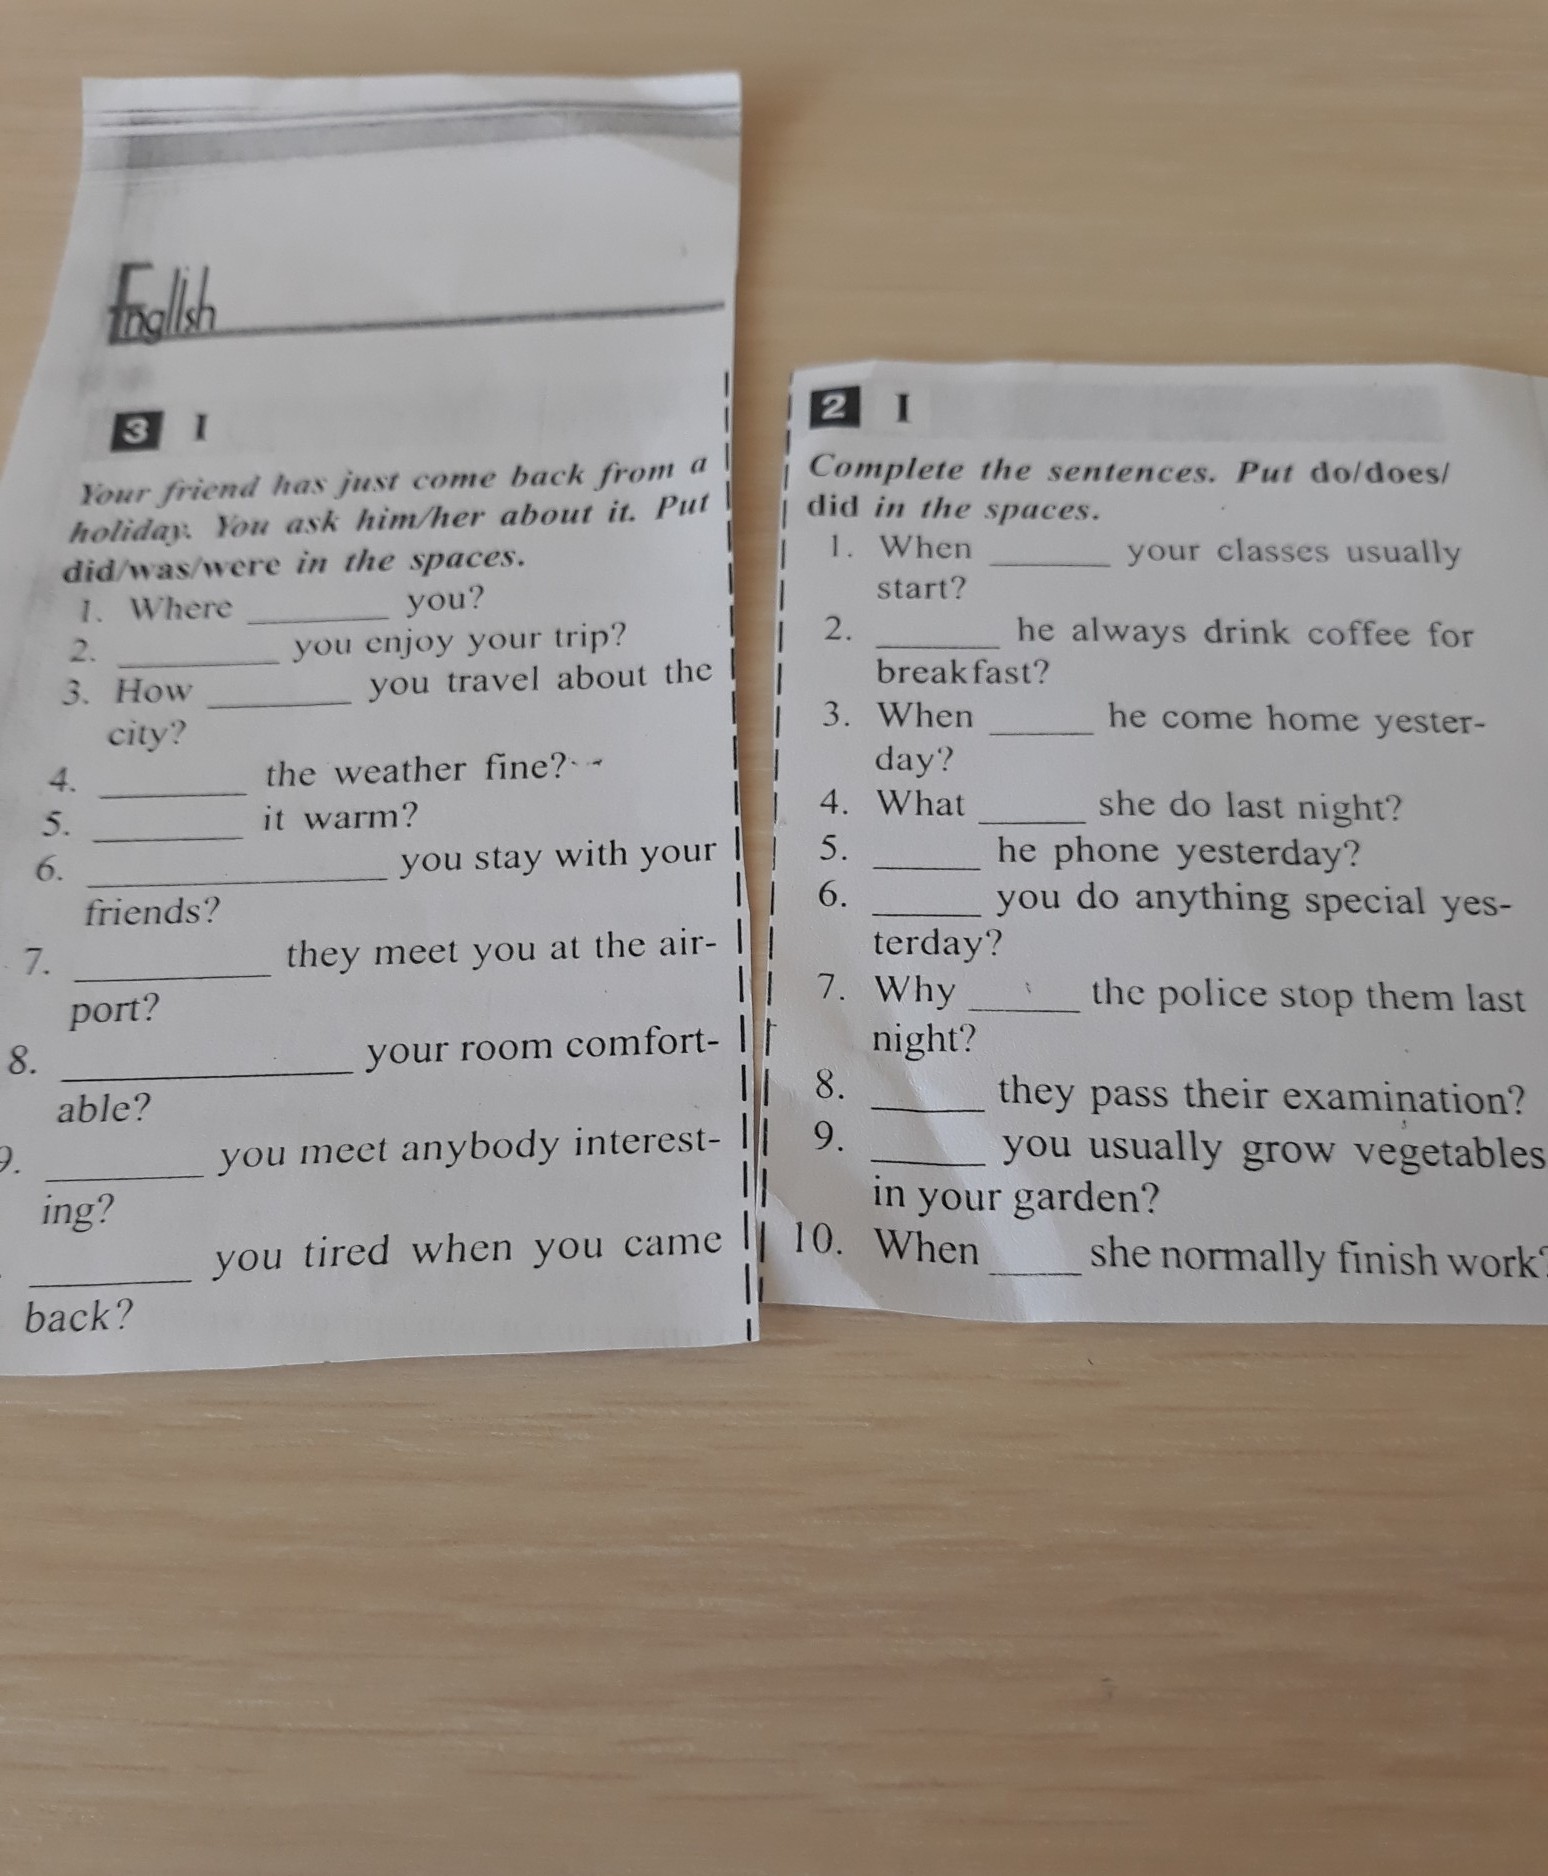 English
3 I
Your friend has just come back from a
holiday. You ask him/her about it. Put
did/was/were in the spaces.
1. Where ________ you?
2. ________ you enjoy your trip?
3. How ________ you travel about the
city?
4. ________ the weather fine?
5. ________ it warm?
6. ________ you stay with your
friends?
7. ________ they meet you at the air-
port?
8. ________ your room comfort-
able?
9. ________ you meet anybody interest-
ing?
________ you tired when you came
back?
2 I
Complete the sentences. Put do/does/
did in the spaces.
1. When ______ your classes usually
start?
2. ______ he always drink coffee for
breakfast?
3. When ______ he come home yester-
day?
4. What ______ she do last night?
5. ______ he phone yesterday?
6. ______ you do anything special yes-
terday?
7. Why ______ the police stop them last
night?
8. ______ they pass their examination?
9. ______ you usually grow vegetables
in your garden?
10. When ______ she normally finish work?